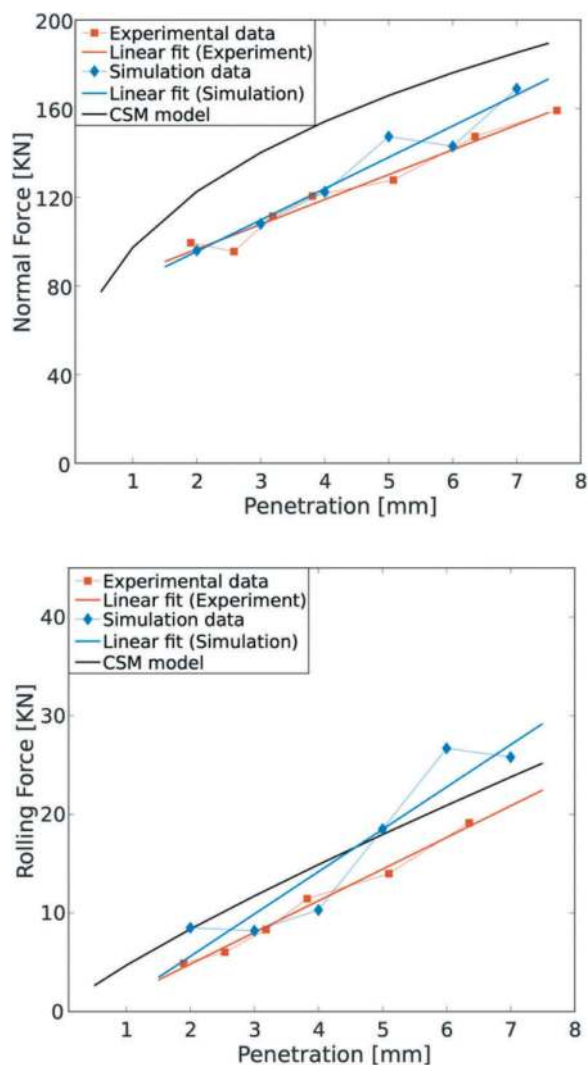 200
160
120
80
40
0
Normal Force [KN]
Experimental data
Linear fit (Experiment)
Simulation data
Linear fit (Simulation)
CSM model
1 2 3 4 5 6 7 8
Penetration [mm]
40
30
20
10
0
Rolling Force [KN]
Experimental data
Linear fit (Experiment)
Simulation data
Linear fit (Simulation)
CSM model
1 2 3 4 5 6 7 8
Penetration [mm]